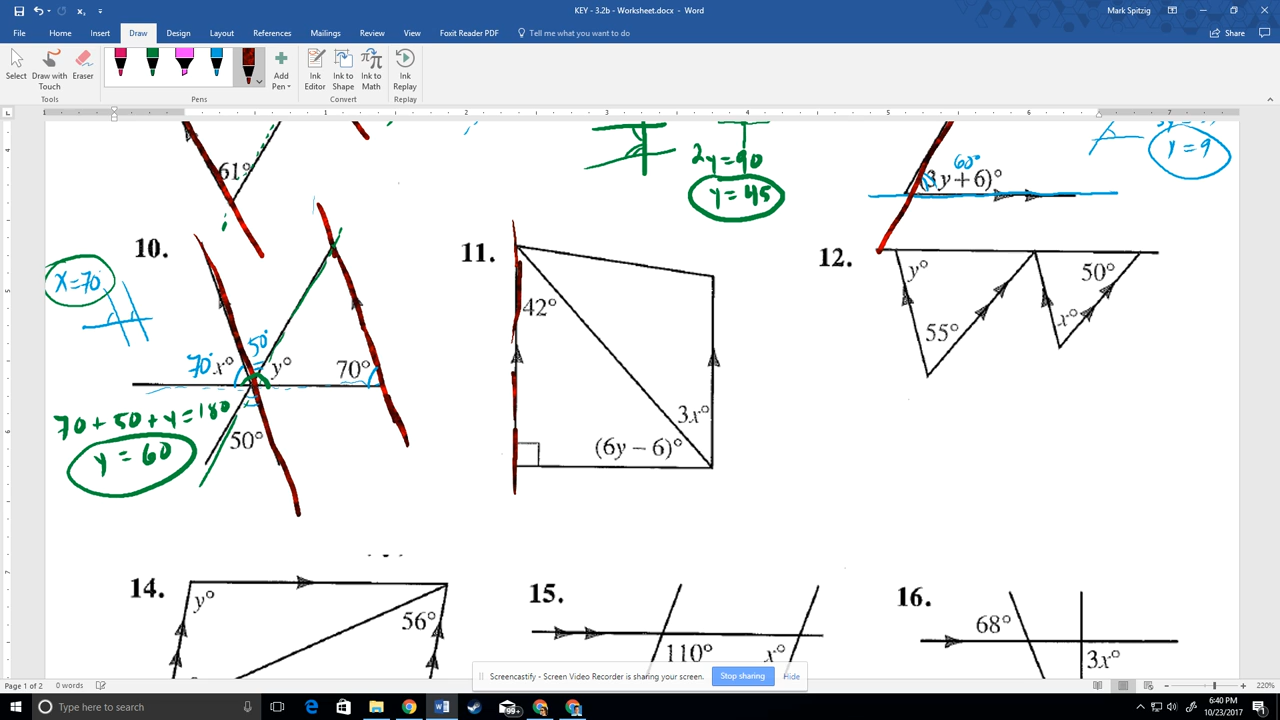 KEY - 3.2b - Worksheet.docx - Word
Mark Spitzig
File Home Insert Draw Design Layout References Mailings Review View Foxit Reader PDF Tell me what you want to do
Share
Select
Draw with Touch
Eraser
Add Pen
Ink Editor
Ink to Shape
Ink to Math
Ink Replay
Tools
Pens
Convert
Replay
61°
2y=90
y=45
60°
(3y+6)°
y=9
10.
x=70°
50°
70° x°
y°
70°
70+50+y=180
y=60
50°
11.
42°
3x°
(6y – 6)°
12.
y°
50°
55°
x°
14.
y°
56°
15.
110°
x°
16.
68°
3x°
Screencastify - Screen Video Recorder is sharing your screen.
Stop sharing
Hide
Page 1 of 2
0 words
220%
Type here to search
99+
6:40 PM
10/23/2017